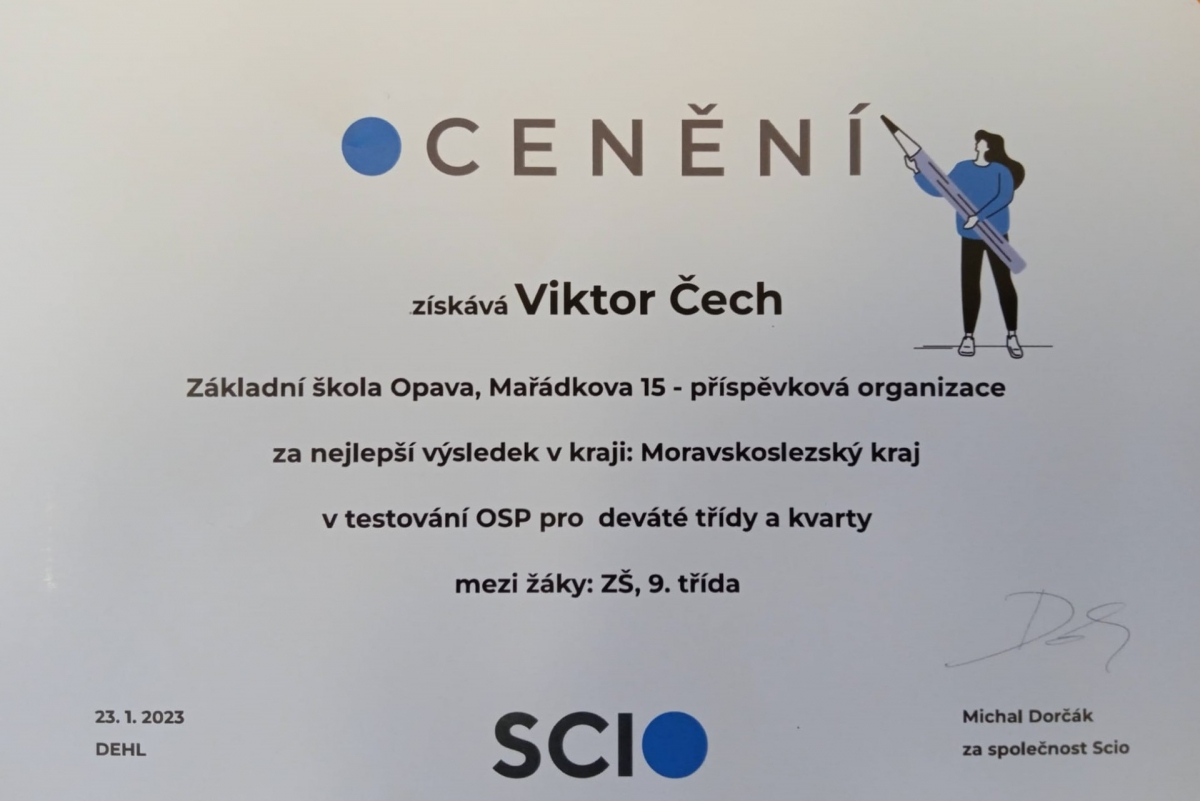 OCENĚNÍ
získává Viktor Čech
Základní škola Opava, Mařádkova 15 - příspěvková organizace
za nejlepší výsledek v kraji: Moravskoslezský kraj
v testování OSP pro deváté třídy a kvarty
mezi žáky: ZŠ, 9. třída
23. 1. 2023
DEHL
SCIO
Michal Dorčák
za společnost Scio